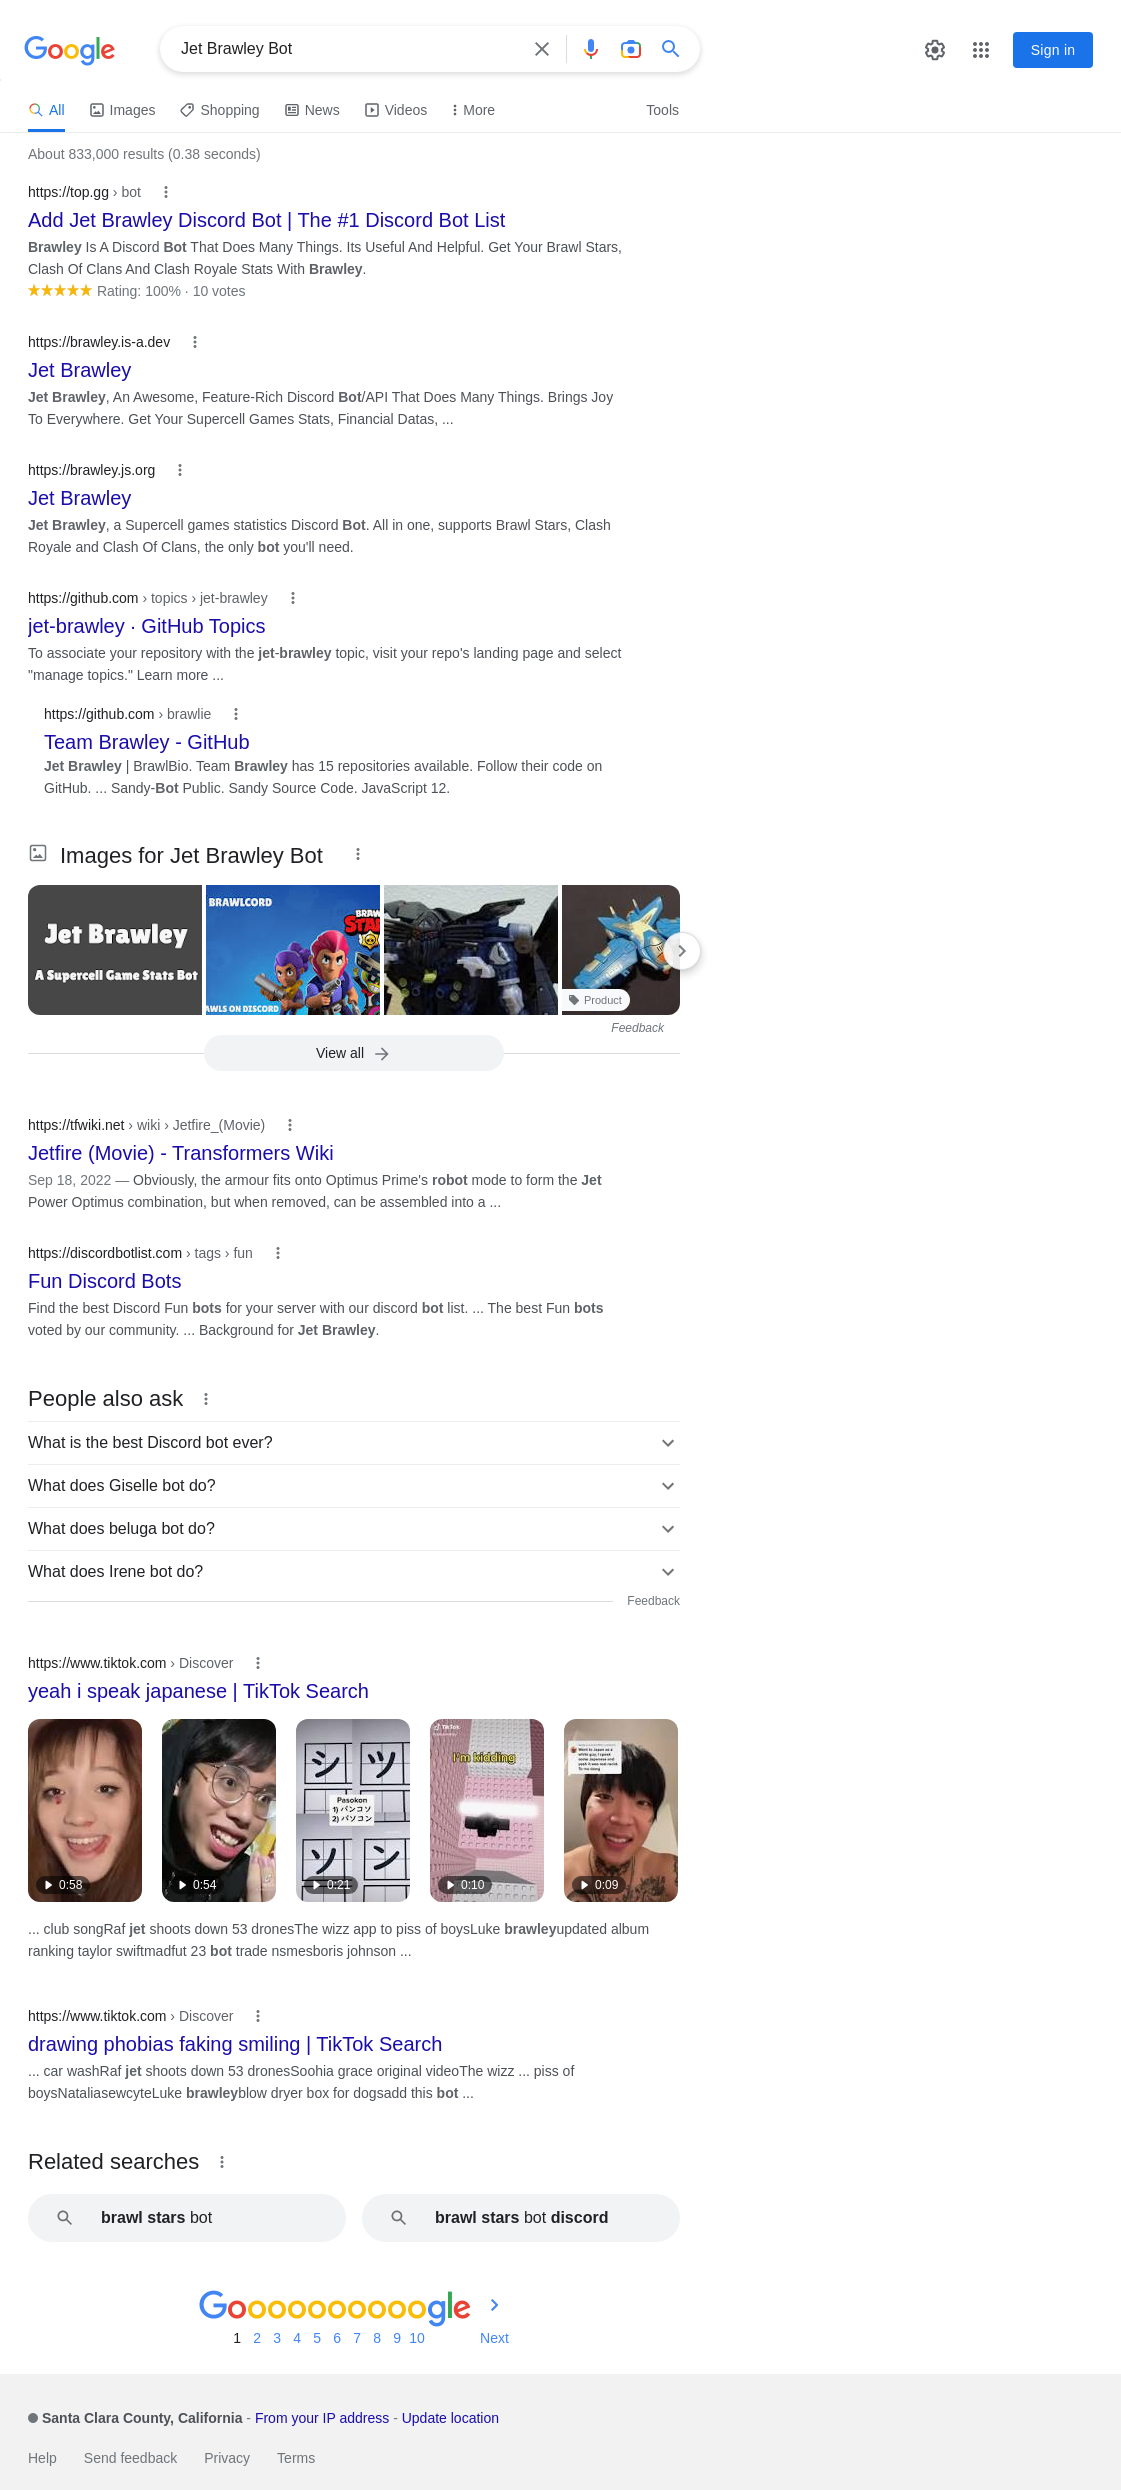 Google
Jet Brawley Bot
Sign in
All
Images
Shopping
News
Videos
More
Tools
About 833,000 results (0.38 seconds)
https://top.gg › bot
Add Jet Brawley Discord Bot | The #1 Discord Bot List
Brawley Is A Discord Bot That Does Many Things. Its Useful And Helpful. Get Your Brawl Stars,
Clash Of Clans And Clash Royale Stats With Brawley.
Rating: 100% · 10 votes
https://brawley.is-a.dev
Jet Brawley
Jet Brawley, An Awesome, Feature-Rich Discord Bot/API That Does Many Things. Brings Joy
To Everywhere. Get Your Supercell Games Stats, Financial Datas, ...
https://brawley.js.org
Jet Brawley
Jet Brawley, a Supercell games statistics Discord Bot. All in one, supports Brawl Stars, Clash
Royale and Clash Of Clans, the only bot you'll need.
https://github.com › topics › jet-brawley
jet-brawley · GitHub Topics
To associate your repository with the jet-brawley topic, visit your repo's landing page and select
"manage topics." Learn more ...
https://github.com › brawlie
Team Brawley - GitHub
Jet Brawley | BrawlBio. Team Brawley has 15 repositories available. Follow their code on
GitHub. ... Sandy-Bot Public. Sandy Source Code. JavaScript 12.
Images for Jet Brawley Bot
Jet Brawley
A Supercell Game Stats Bot
BRAWLCORD
BRAW
STA
AWLS ON DISCORD
Product
Feedback
View all
https://tfwiki.net › wiki › Jetfire_(Movie)
Jetfire (Movie) - Transformers Wiki
Sep 18, 2022 — Obviously, the armour fits onto Optimus Prime's robot mode to form the Jet
Power Optimus combination, but when removed, can be assembled into a ...
https://discordbotlist.com › tags › fun
Fun Discord Bots
Find the best Discord Fun bots for your server with our discord bot list. ... The best Fun bots
voted by our community. ... Background for Jet Brawley.
People also ask
What is the best Discord bot ever?
What does Giselle bot do?
What does beluga bot do?
What does Irene bot do?
Feedback
https://www.tiktok.com › Discover
yeah i speak japanese | TikTok Search
0:58
0:54
シ ツ
Pasokon
1) パンコソ
2) パソコン
ソ ン
0:21
TikTok
I'm kidding
0:10
0:09
... club songRaf jet shoots down 53 dronesThe wizz app to piss of boysLuke brawleyupdated album
ranking taylor swiftmadfut 23 bot trade nsmesboris johnson ...
https://www.tiktok.com › Discover
drawing phobias faking smiling | TikTok Search
... car washRaf jet shoots down 53 dronesSoohia grace original videoThe wizz ... piss of
boysNataliasewcyteLuke brawleyblow dryer box for dogsadd this bot ...
Related searches
brawl stars bot
brawl stars bot discord
Goooooooooogle
1 2 3 4 5 6 7 8 9 10 Next
Santa Clara County, California - From your IP address - Update location
Help Send feedback Privacy Terms